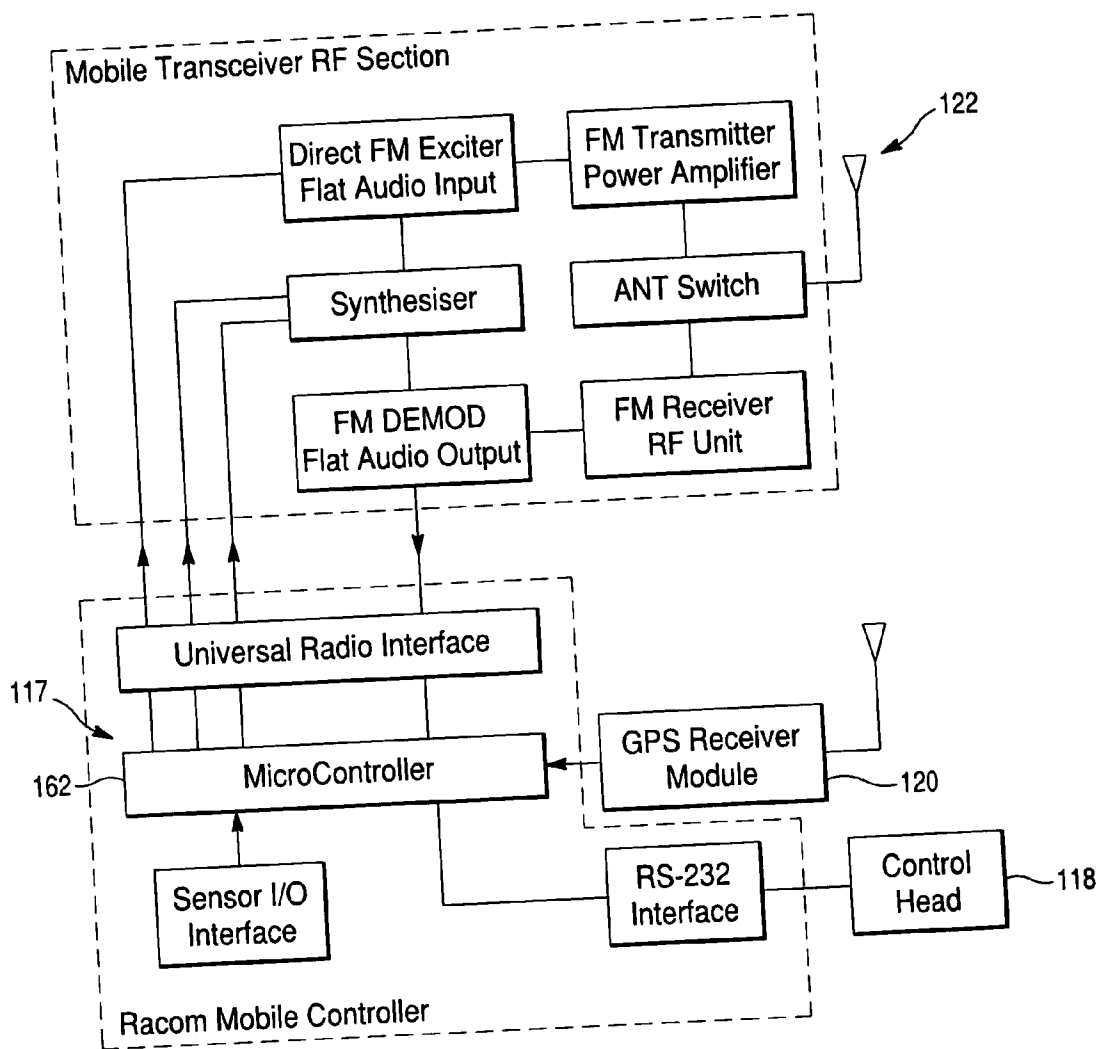 Mobile Transceiver RF Section
Direct FM Exciter
Flat Audio Input
FM Transmitter
Power Amplifier
122
Synthesiser
ANT Switch
FM DEMOD
Flat Audio Output
FM Receiver
RF Unit
Universal Radio Interface
117
MicroController
162
GPS Receiver
Module
120
Sensor I/O
Interface
RS-232
Interface
Control
Head
118
Racom Mobile Controller